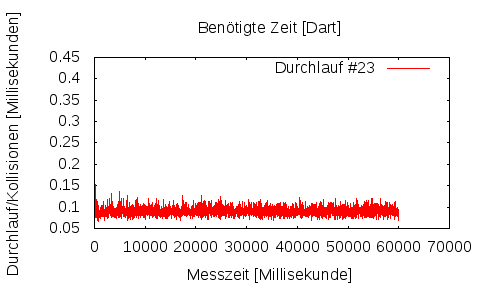 Benötigte Zeit [Dart]
Durchlauf/Kollisionen [Millisekunden]
Durchlauf #23
0.45
0.4
0.35
0.3
0.25
0.2
0.15
0.1
0.05
0 10000 20000 30000 40000 50000 60000 70000
Messzeit [Millisekunde]